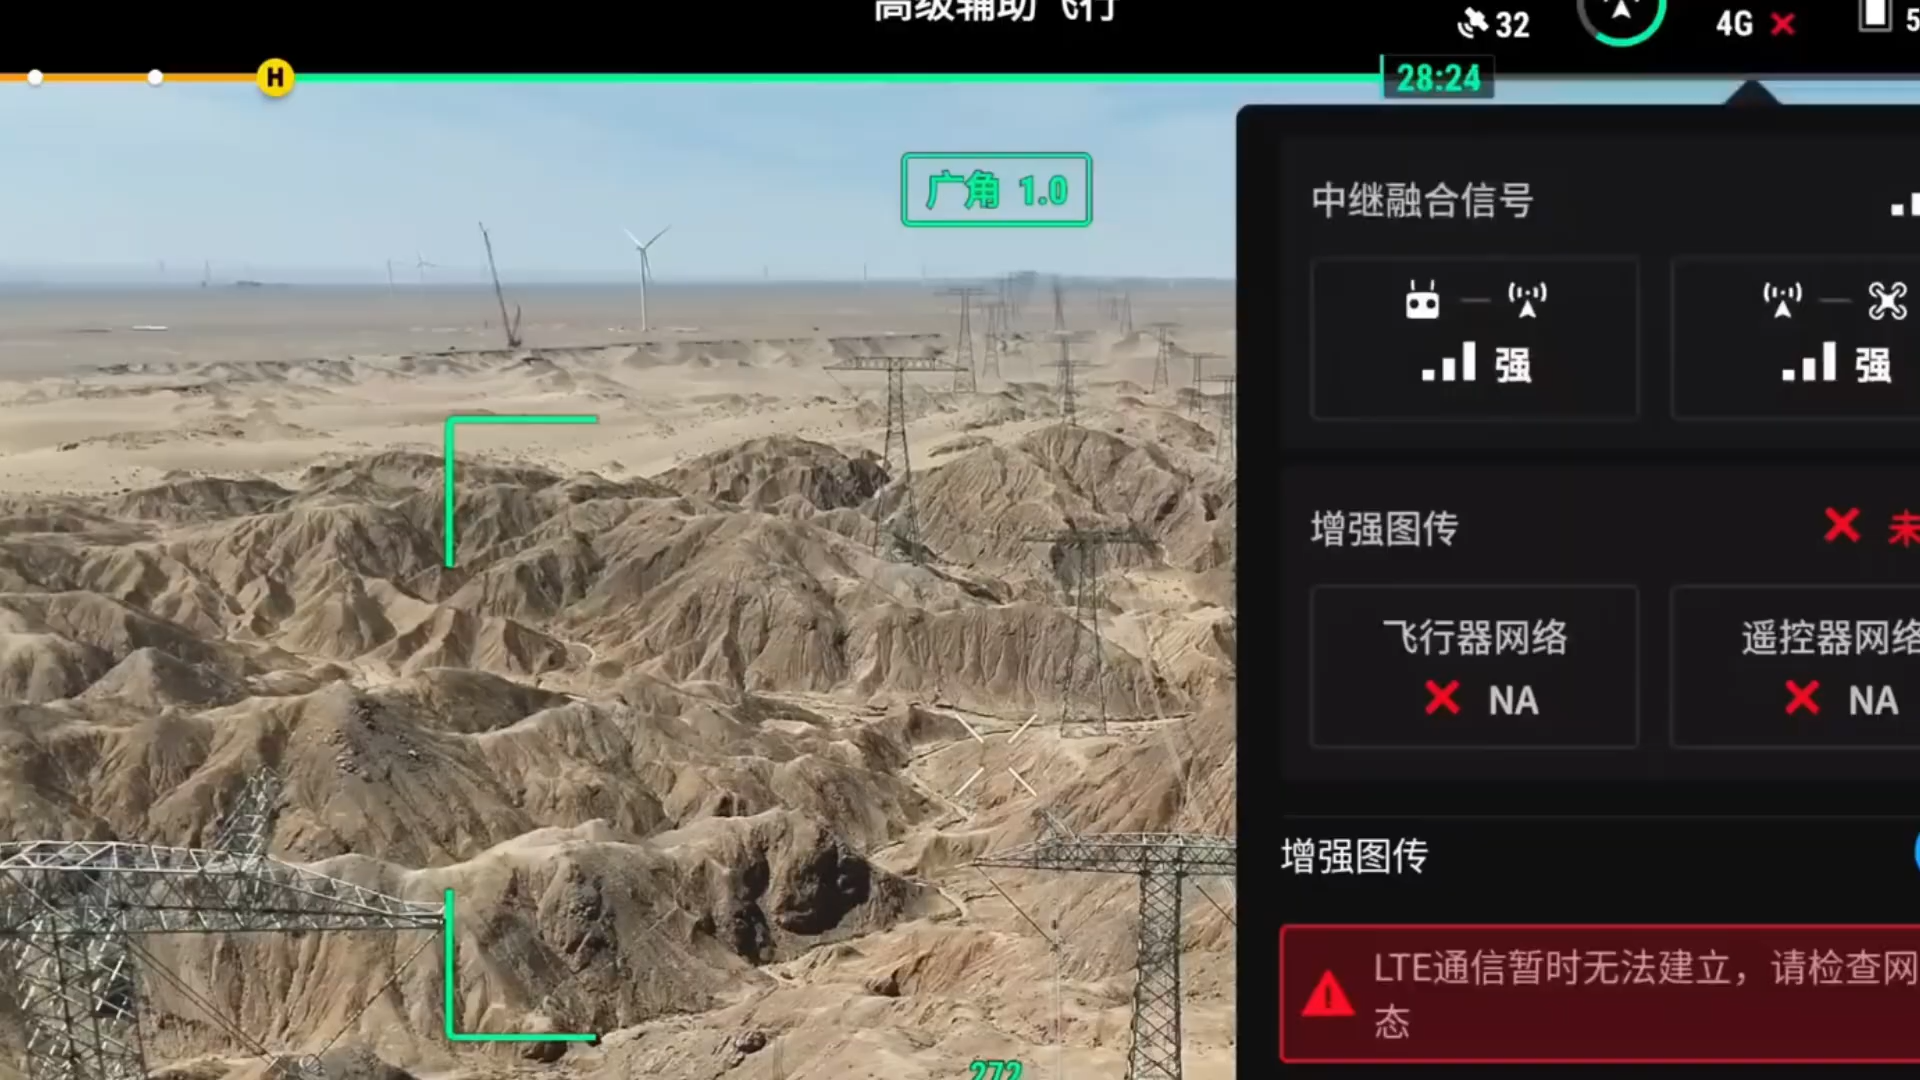 高级辅助飞行
32
4G
5
H
28:24
广角 1.0
中继融合信号
强
强
增强图传
未
飞行器网络
遥控器网络
NA
NA
增强图传
LTE通信暂时无法建立，请检查网
态
272